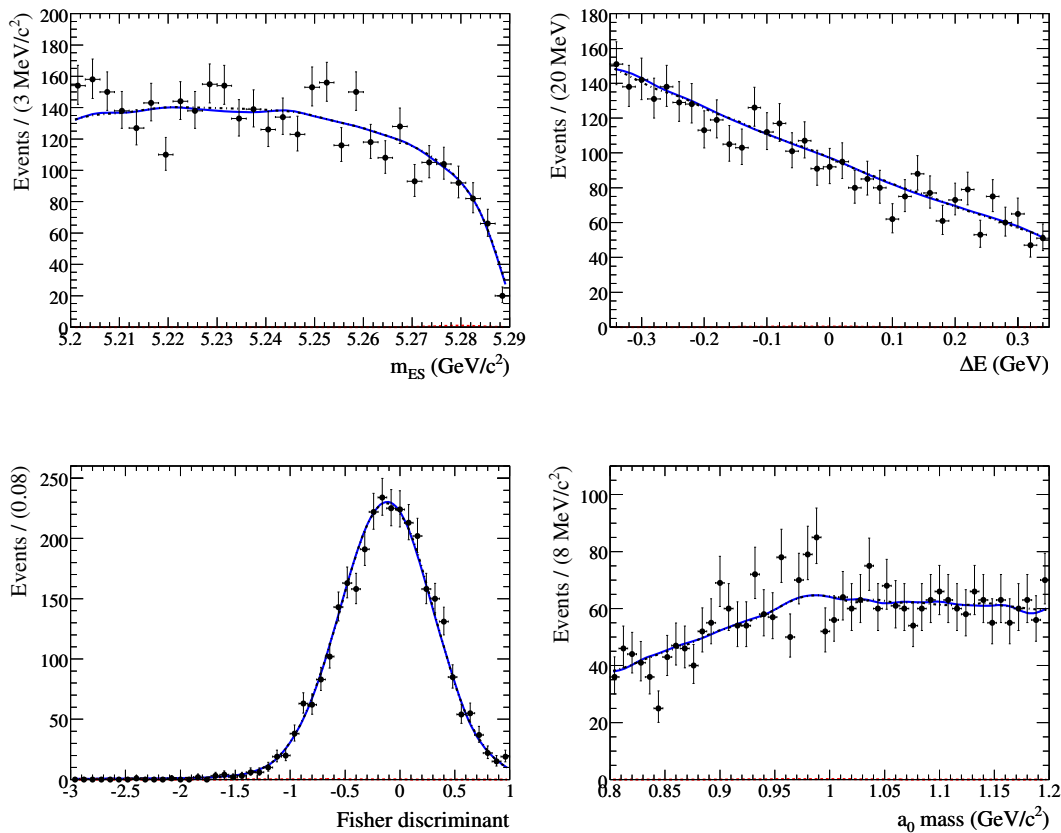 Events / (3 MeV/c²)
200
180
160
140
120
100
80
60
40
20
0
5.2 5.21 5.22 5.23 5.24 5.25 5.26 5.27 5.28 5.29
m_ES (GeV/c²)
Events / (20 MeV)
180
160
140
120
100
80
60
40
20
0
-0.3 -0.2 -0.1 0 0.1 0.2 0.3
ΔE (GeV)
Events / (0.08)
250
200
150
100
50
0
-3 -2.5 -2 -1.5 -1 -0.5 0 0.5 1
Fisher discriminant
Events / (8 MeV/c²)
100
80
60
40
20
0
0.8 0.85 0.9 0.95 1 1.05 1.1 1.15 1.2
a₀ mass (GeV/c²)